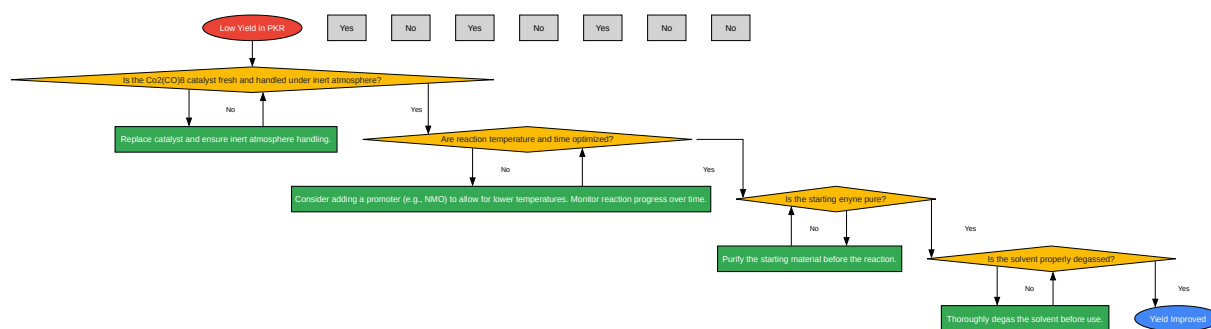 Low Yield in PKR
Yes
No
Yes
No
Yes
No
No
Is the Co2(CO)8 catalyst fresh and handled under inert atmosphere?
No
Yes
Replace catalyst and ensure inert atmosphere handling.
Are reaction temperature and time optimized?
No
Yes
Consider adding a promoter (e.g., NMO) to allow for lower temperatures. Monitor reaction progress over time.
Is the starting enyne pure?
No
Yes
Purify the starting material before the reaction.
Is the solvent properly degassed?
No
Yes
Thoroughly degas the solvent before use.
Yield Improved